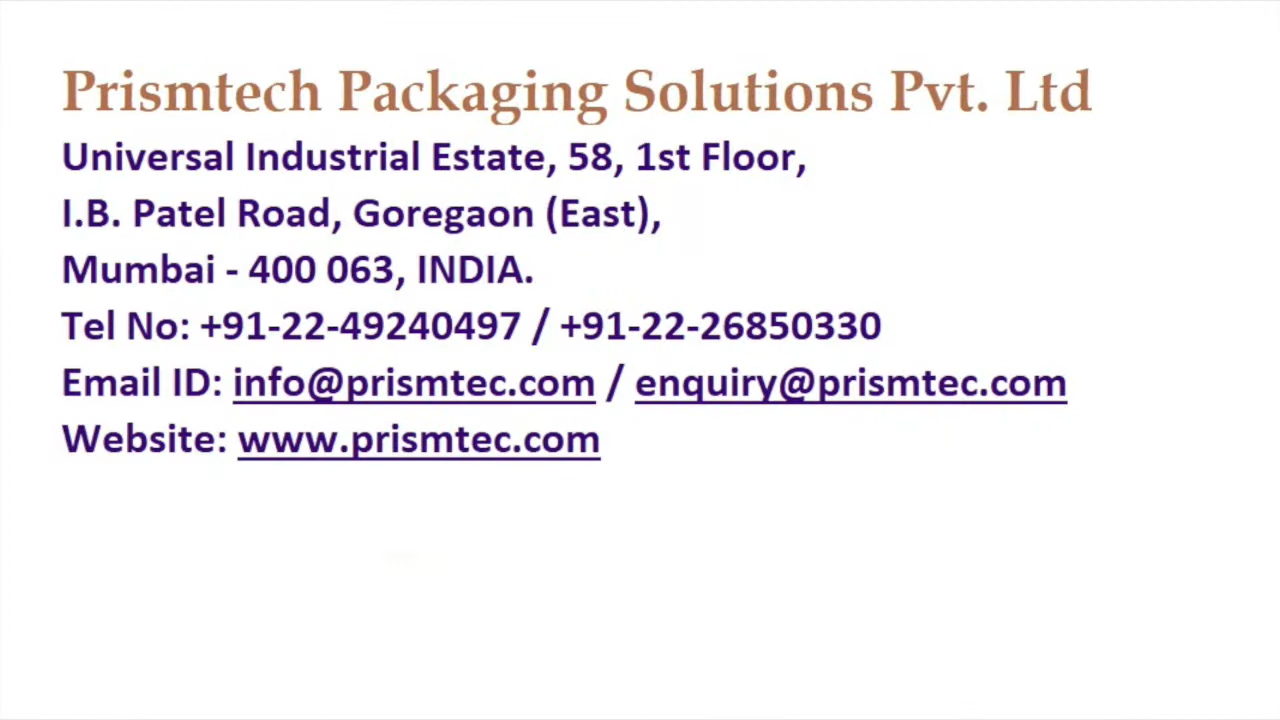 Prismtech Packaging Solutions Pvt. Ltd
Universal Industrial Estate, 58, 1st Floor,
I.B. Patel Road, Goregaon (East),
Mumbai - 400 063, INDIA.
Tel No: +91-22-49240497 / +91-22-26850330
Email ID: info@prismtec.com / enquiry@prismtec.com
Website: www.prismtec.com